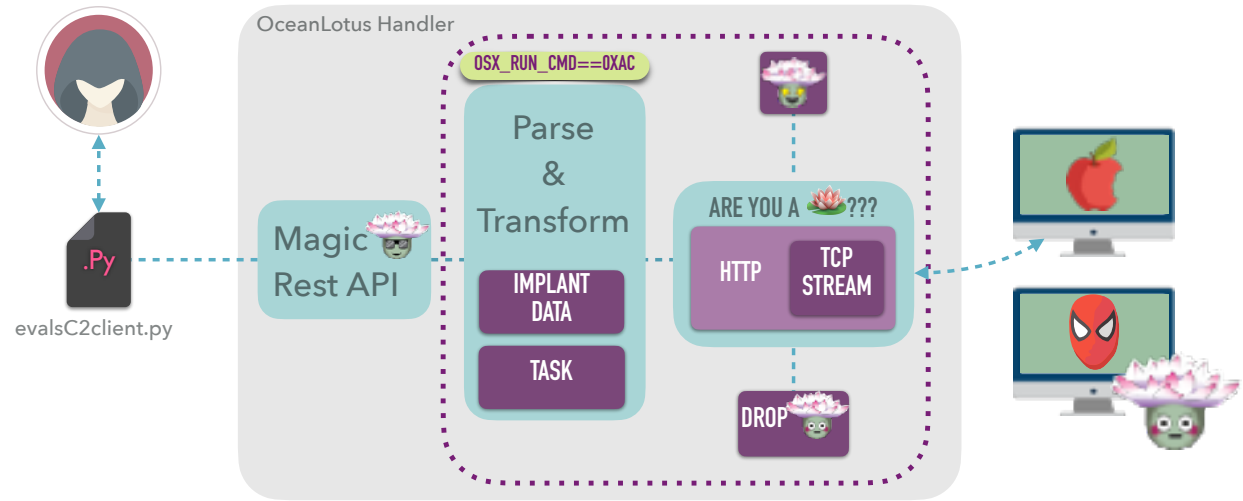 OceanLotus Handler
OSX_RUN_CMD==0XAC
Parse
&
Transform
ARE YOU A ???
Magic
Rest API
HTTP
TCP
STREAM
.Py
IMPLANT
DATA
evalsC2client.py
TASK
DROP